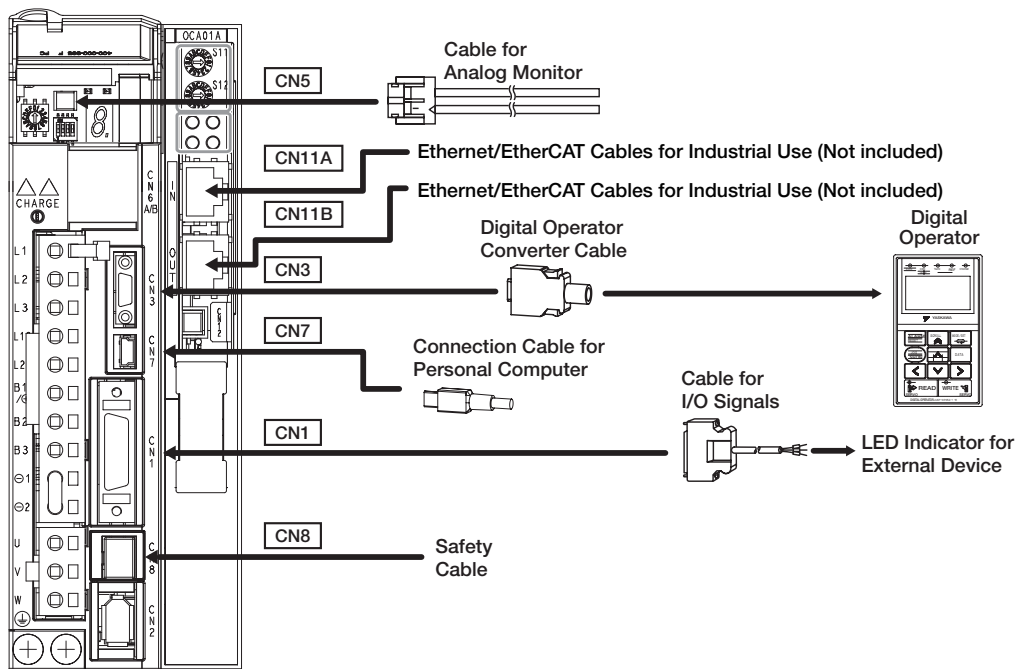 OCA01A
S11
S12
CN5
Cable for
Analog Monitor
CN11A
Ethernet/EtherCAT Cables for Industrial Use (Not included)
CN11B
Ethernet/EtherCAT Cables for Industrial Use (Not included)
CN3
Digital Operator
Converter Cable
Digital
Operator
CN7
Connection Cable for
Personal Computer
CN1
Cable for
I/O Signals
LED Indicator for
External Device
CN8
Safety
Cable
CHARGE
CN6
A/B
IN
OUT
CN3
CN7
CN1
CN2
CN12
L1
L2
L3
L1
L2
B1
/⊕
B2
B3
⊖1
⊖2
U
V
W
YASKAWA
DATA
READ
WRITE
SERVO
SERVO